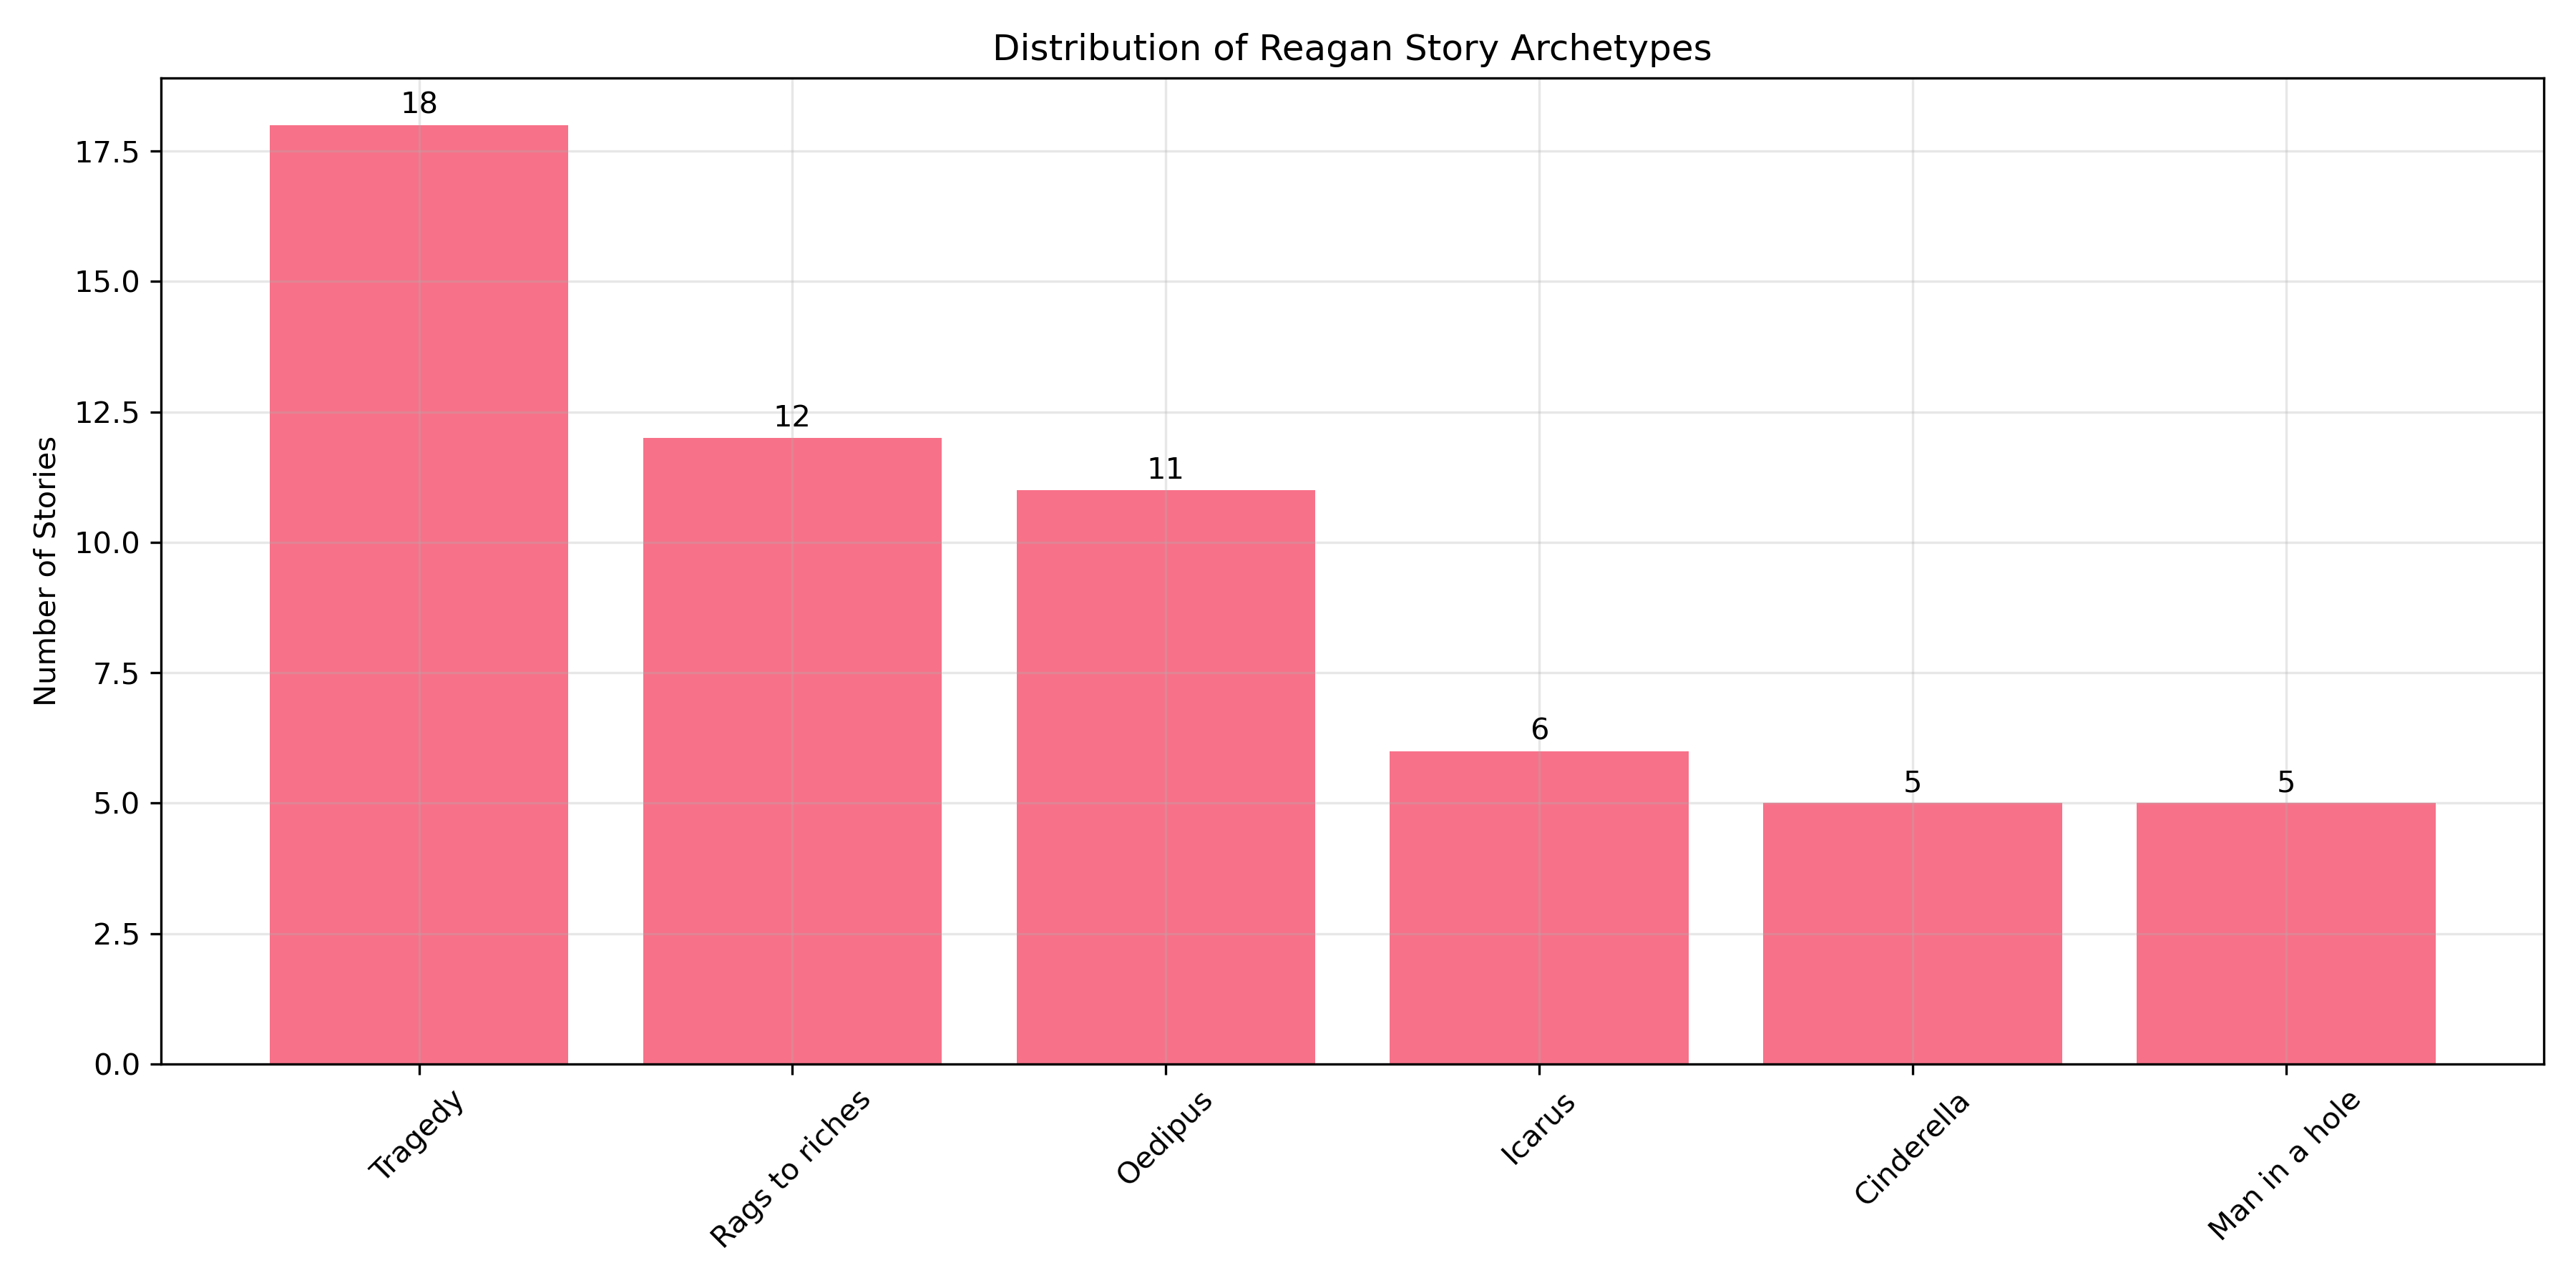 Distribution of Reagan Story Archetypes
Number of Stories
17.5
15.0
12.5
10.0
7.5
5.0
2.5
0.0
18
12
11
6
5
5
Tragedy
Rags to riches
Oedipus
Icarus
Cinderella
Man in a hole